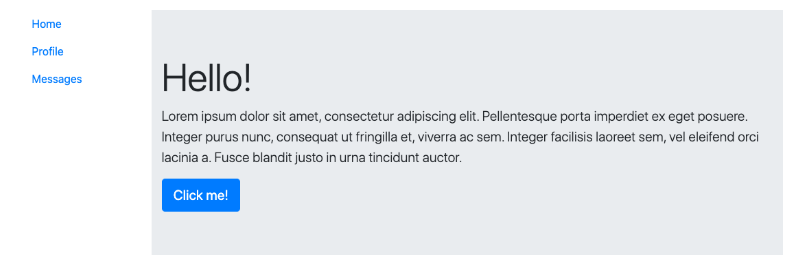 Home
Profile
Messages
Hello!
Lorem ipsum dolor sit amet, consectetur adipiscing elit. Pellentesque porta imperdiet ex eget posuere.
Integer purus nunc, consequat ut fringilla et, viverra ac sem. Integer facilisis laoreet sem, vel eleifend orci
lacinia a. Fusce blandit justo in urna tincidunt auctor.
Click me!